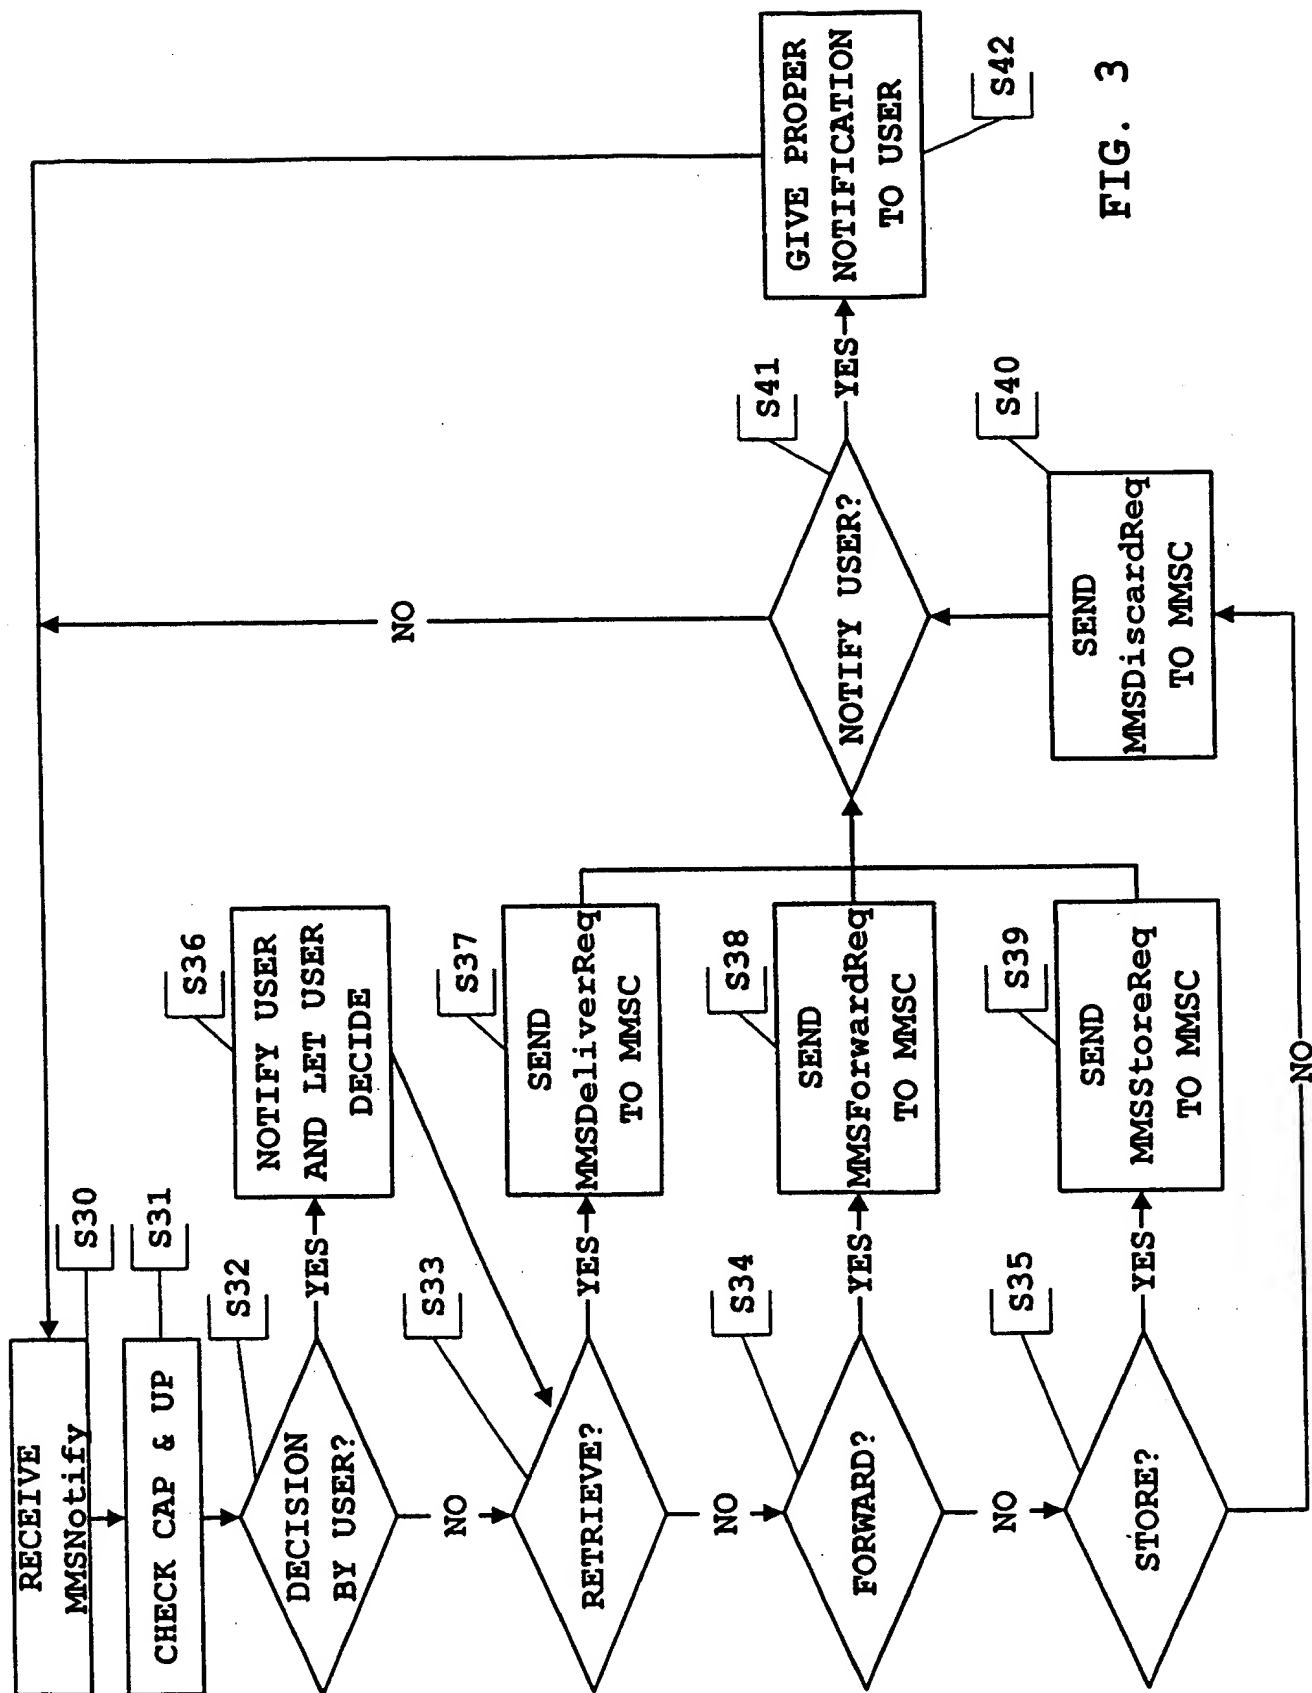 RECEIVE
MMSNotify
S30
CHECK CAP & UP
S31
DECISION
BY USER?
S32
YES
NOTIFY USER
AND LET USER
DECIDE
S36
NO
RETRIEVE?
S33
YES
SEND
MMSDeliverReq
TO MMSC
S37
NO
FORWARD?
S34
YES
SEND
MMSForwardReq
TO MMSC
S38
NO
STORE?
S35
YES
SEND
MMSStoreReq
TO MMSC
S39
NO
SEND
MMSDiscardReq
TO MMSC
S40
NOTIFY USER?
S41
NO
YES
GIVE PROPER
NOTIFICATION
TO USER
S42
FIG. 3